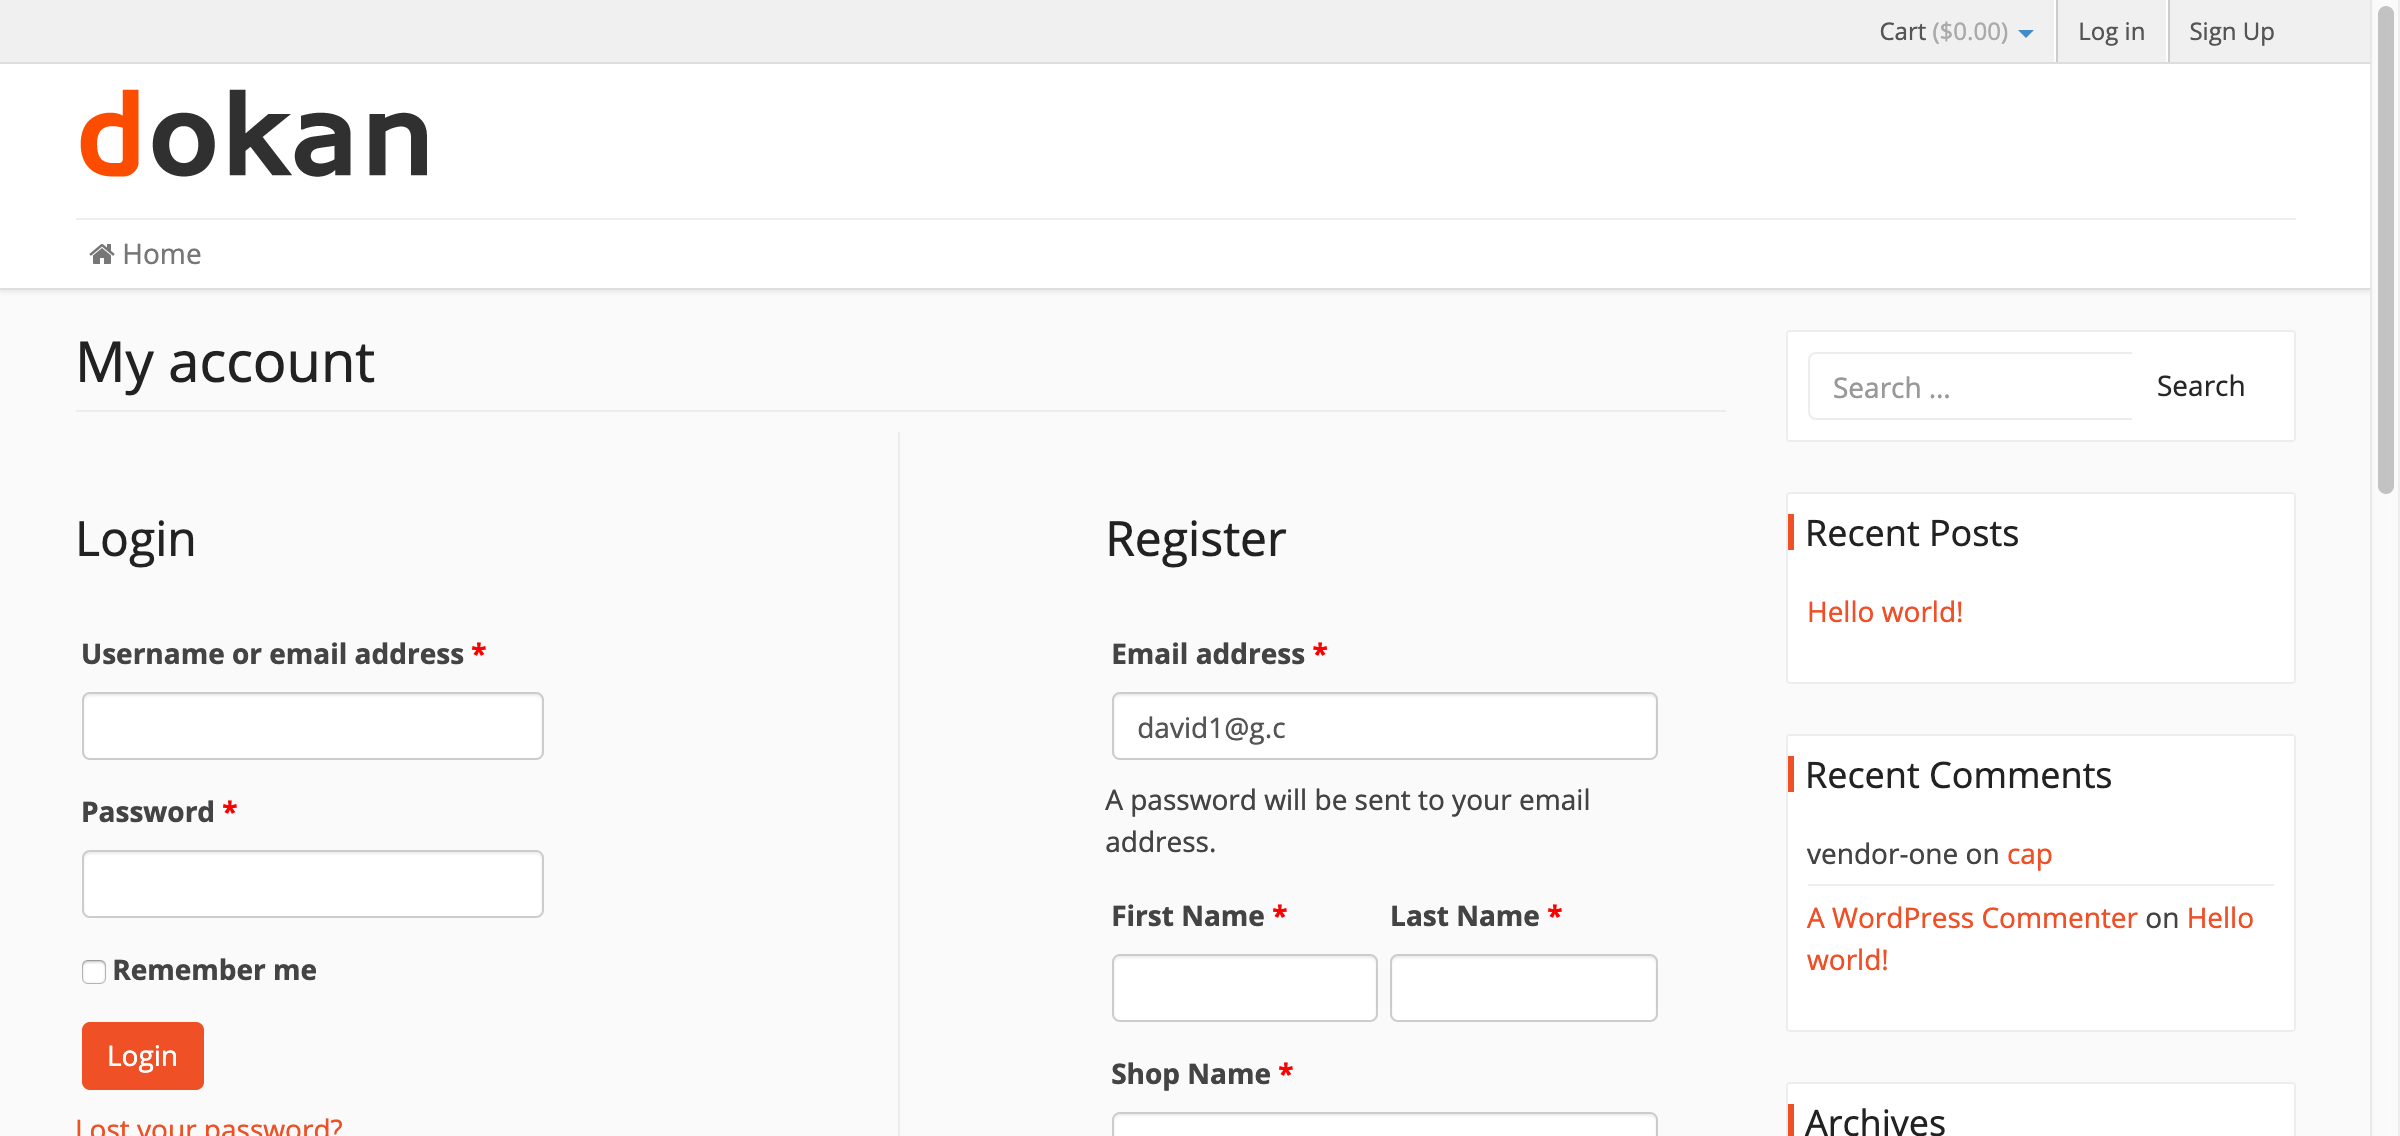 Cart ($0.00)
Log in
Sign Up
dokan
Home
My account
Login
Username or email address *
Password *
Remember me
Login
Lost your password?
Register
Email address *
david1@g.c
A password will be sent to your email
address.
First Name *
Last Name *
Shop Name *
Search ...
Search
Recent Posts
Hello world!
Recent Comments
vendor-one on cap
A WordPress Commenter on Hello
world!
Archives